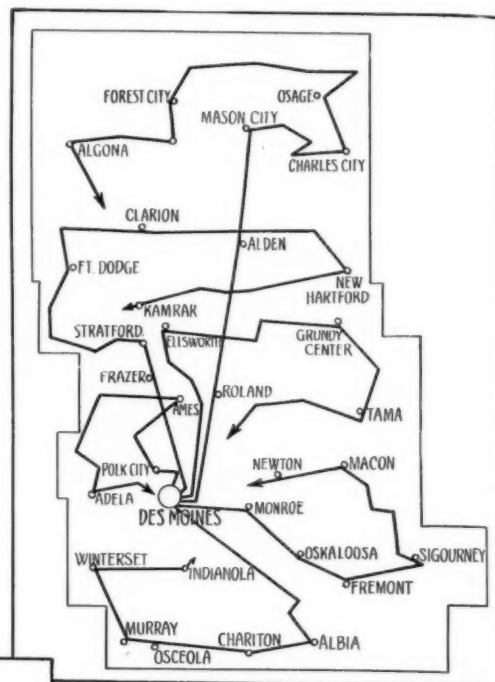 FOREST CITY
OSAGE
MASON CITY
ALGONA
CHARLES CITY
CLARION
ALDEN
FT. DODGE
NEW
HARTFORD
KAMRAR
STRATFORD.
ELLSWORTH
GRUNDY
CENTER
FRAZER
ROLAND
AMES
TAMA
POLK CITY
NEWTON
MACON
ADELA
DES MOINES
MONROE
OSKALOOSA
SIGOURNEY
WINTERSET
INDIANOLA
FREMONT
MURRAY
OSCEOLA
CHARITON
ALBIA